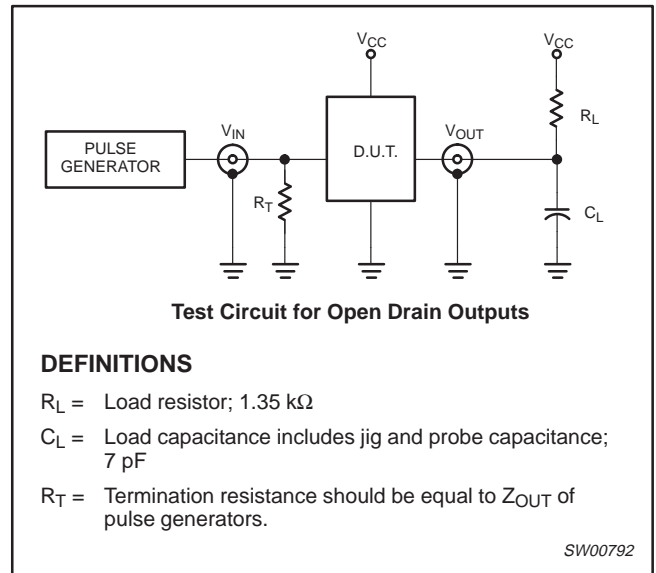 VCC
VCC
RL
VIN
VOUT
PULSE
GENERATOR
D.U.T.
RT
CL
Test Circuit for Open Drain Outputs
DEFINITIONS
RL = Load resistor; 1.35 kΩ
CL = Load capacitance includes jig and probe capacitance;
7 pF
RT = Termination resistance should be equal to ZOUT of
pulse generators.
SW00792